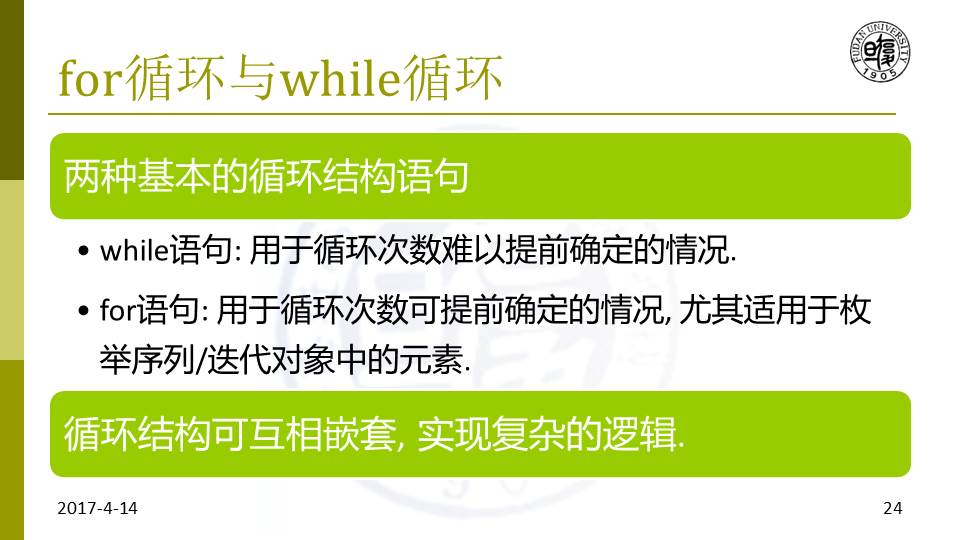 for循环与while循环
FUDAN UNIVERSITY
1905
两种基本的循环结构语句
• while语句: 用于循环次数难以提前确定的情况.
• for语句: 用于循环次数可提前确定的情况, 尤其适用于枚
举序列/迭代对象中的元素.
循环结构可互相嵌套, 实现复杂的逻辑.
2017-4-14
24